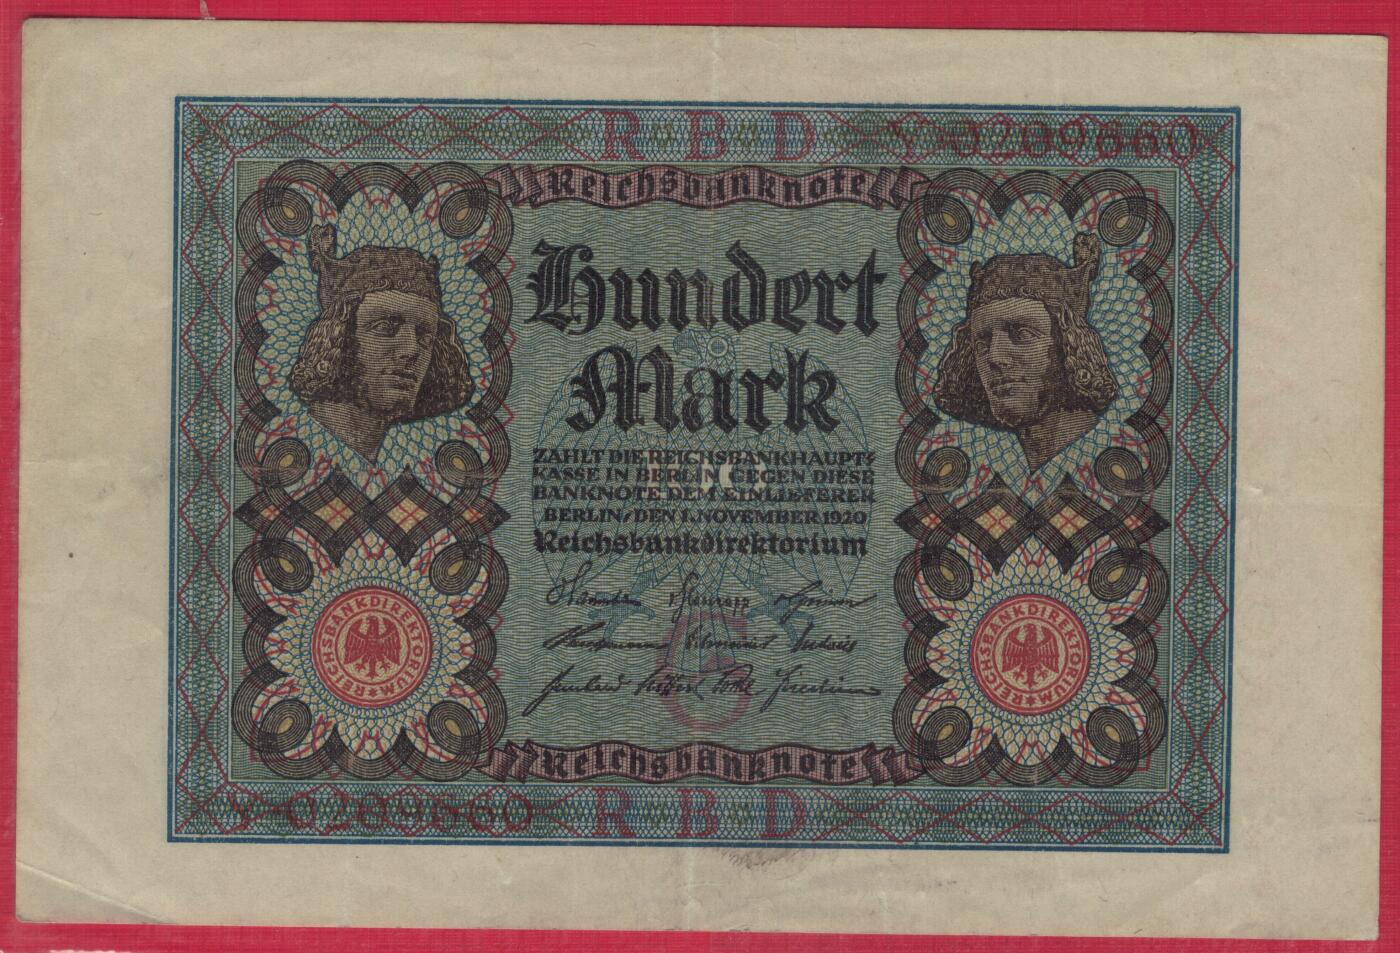 R B D
Reichsbanknote
Hundert
Mark
ZAHLT DIE REICHSBANKHAUPT-
KASSE IN BERLIN GEGEN DIESE
BANKNOTE DEM EINLIEFERER
BERLIN, DEN 1. NOVEMBER 1920
Reichsbankdirektorium
REICHSBANKDIREKTORIUM
REICHSBANKDIREKTORIUM
Reichsbanknote
R B D